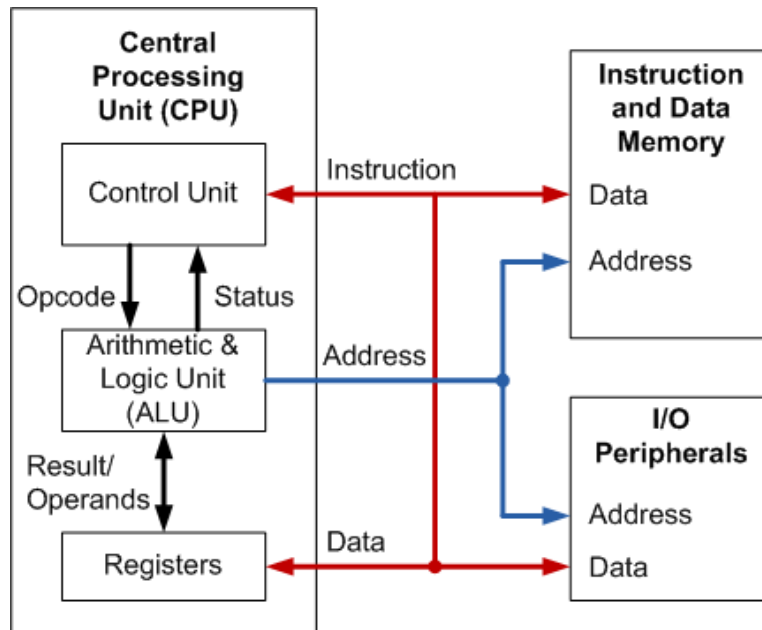 Central
Processing
Unit (CPU)
Control Unit
Opcode
Status
Arithmetic &
Logic Unit
(ALU)
Result/
Operands
Registers
Instruction
Address
Data
Instruction
and Data
Memory
Data
Address
I/O
Peripherals
Address
Data